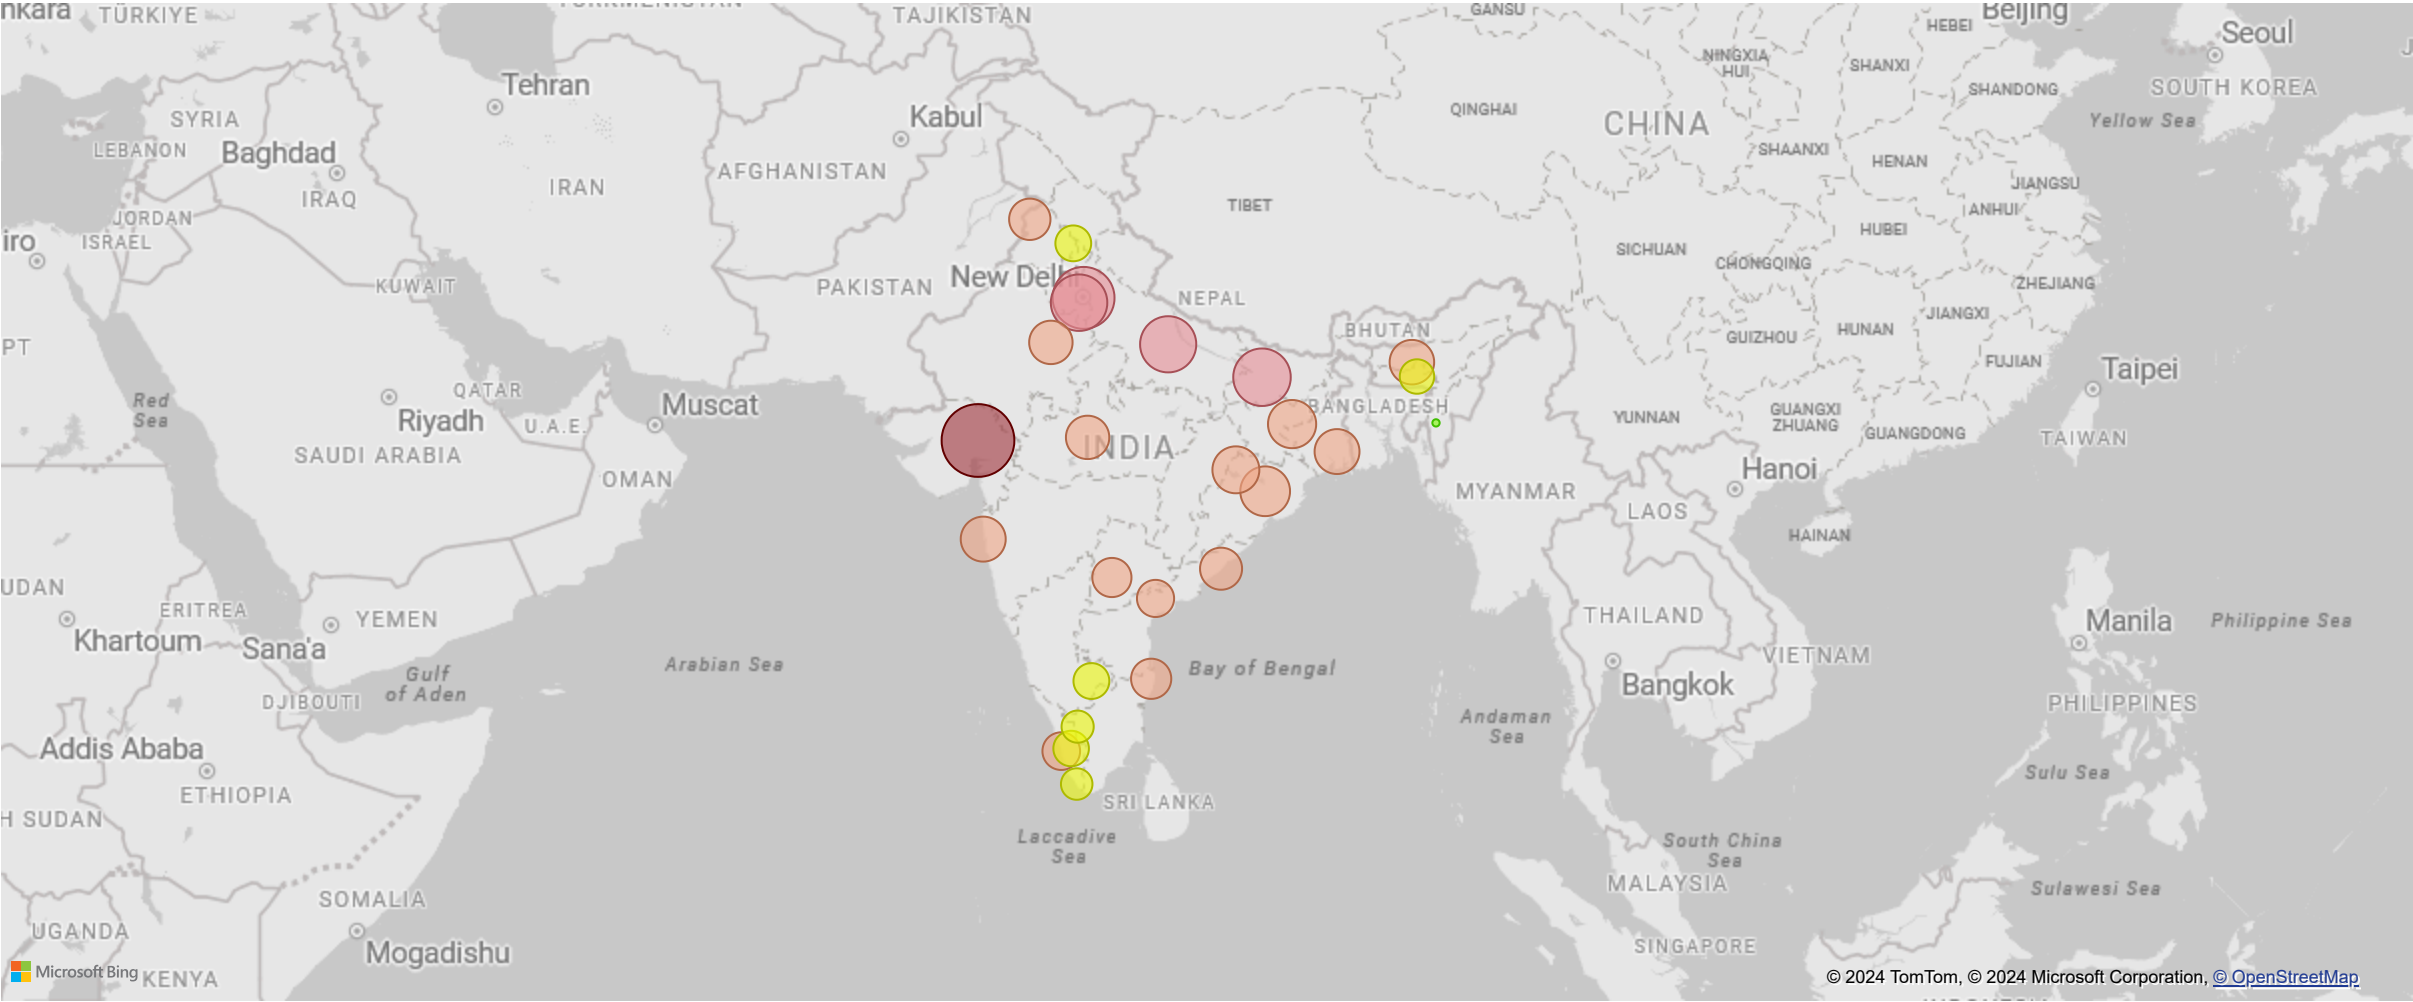 nkara
TÜRKIYE
TURKMENISTAN
TAJIKISTAN
GANSU
Beijing
HEBEI
Seoul
NINGXIA
HUI
SHANXI
SHANDONG
SOUTH KOREA
Tehran
Kabul
QINGHAI
CHINA
Yellow Sea
SYRIA
LEBANON
Baghdad
IRAQ
IRAN
AFGHANISTAN
SHAANXI
HENAN
JIANGSU
ANHUI
TIBET
JORDAN
ISRAEL
iro
HUBEI
SICHUAN
CHONGQING
ZHEJIANG
KUWAIT
PAKISTAN
New Delhi
NEPAL
JIANGXI
HUNAN
GUIZHOU
BHUTAN
PT
FUJIAN
Taipei
Red
Sea
QATAR
Riyadh
U.A.E.
Muscat
BANGLADESH
YUNNAN
GUANGXI
ZHUANG
GUANGDONG
TAIWAN
SAUDI ARABIA
OMAN
INDIA
MYANMAR
Hanoi
LAOS
HAINAN
UDAN
ERITREA
YEMEN
Khartoum
Sana'a
Gulf
of Aden
Arabian Sea
Bay of Bengal
THAILAND
VIETNAM
Bangkok
Manila
Philippine Sea
DJIBOUTI
PHILIPPINES
Andaman
Sea
Addis Ababa
ETHIOPIA
Sulu Sea
SRI LANKA
H SUDAN
Laccadive
Sea
South China
Sea
MALAYSIA
Sulawesi Sea
SOMALIA
UGANDA
Mogadishu
SINGAPORE
KENYA
Microsoft Bing
© 2024 TomTom, © 2024 Microsoft Corporation, © OpenStreetMap